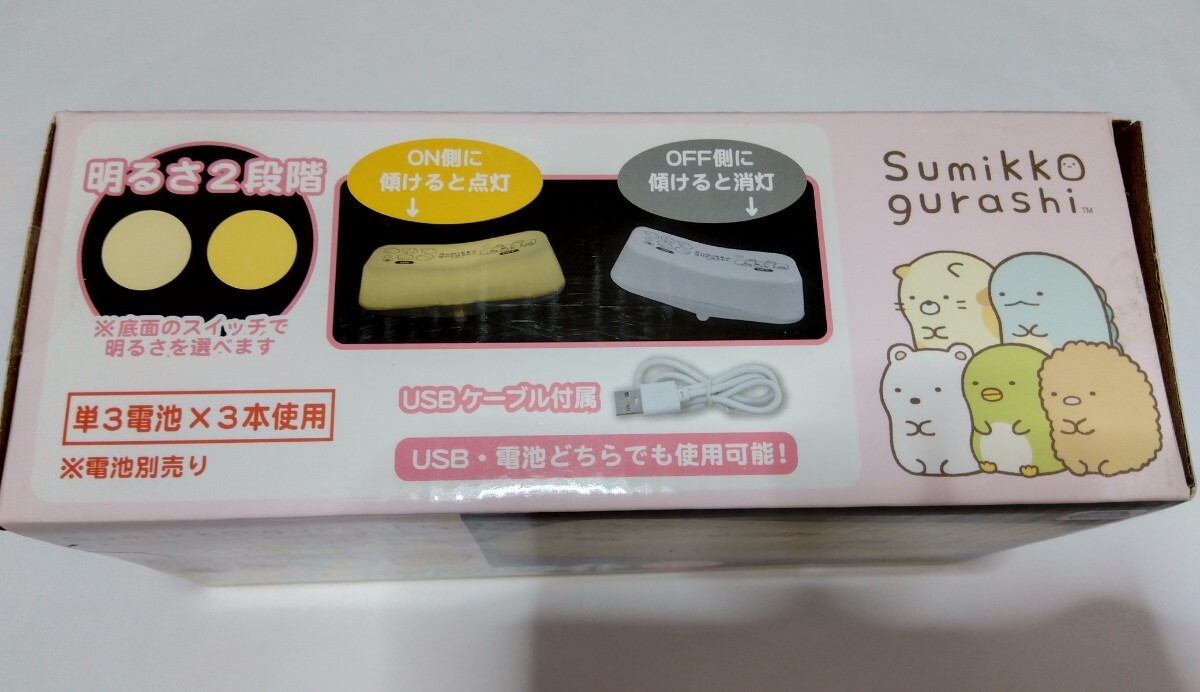 明るさ2段階
※底面のスイッチで
明るさを選べます
単3電池×3本使用
※電池別売り
ON側に
傾けると点灯
↓
OFF側に
傾けると消灯
↓
USBケーブル付属
USB・電池どちらでも使用可能!
Sumikko
gurashi™